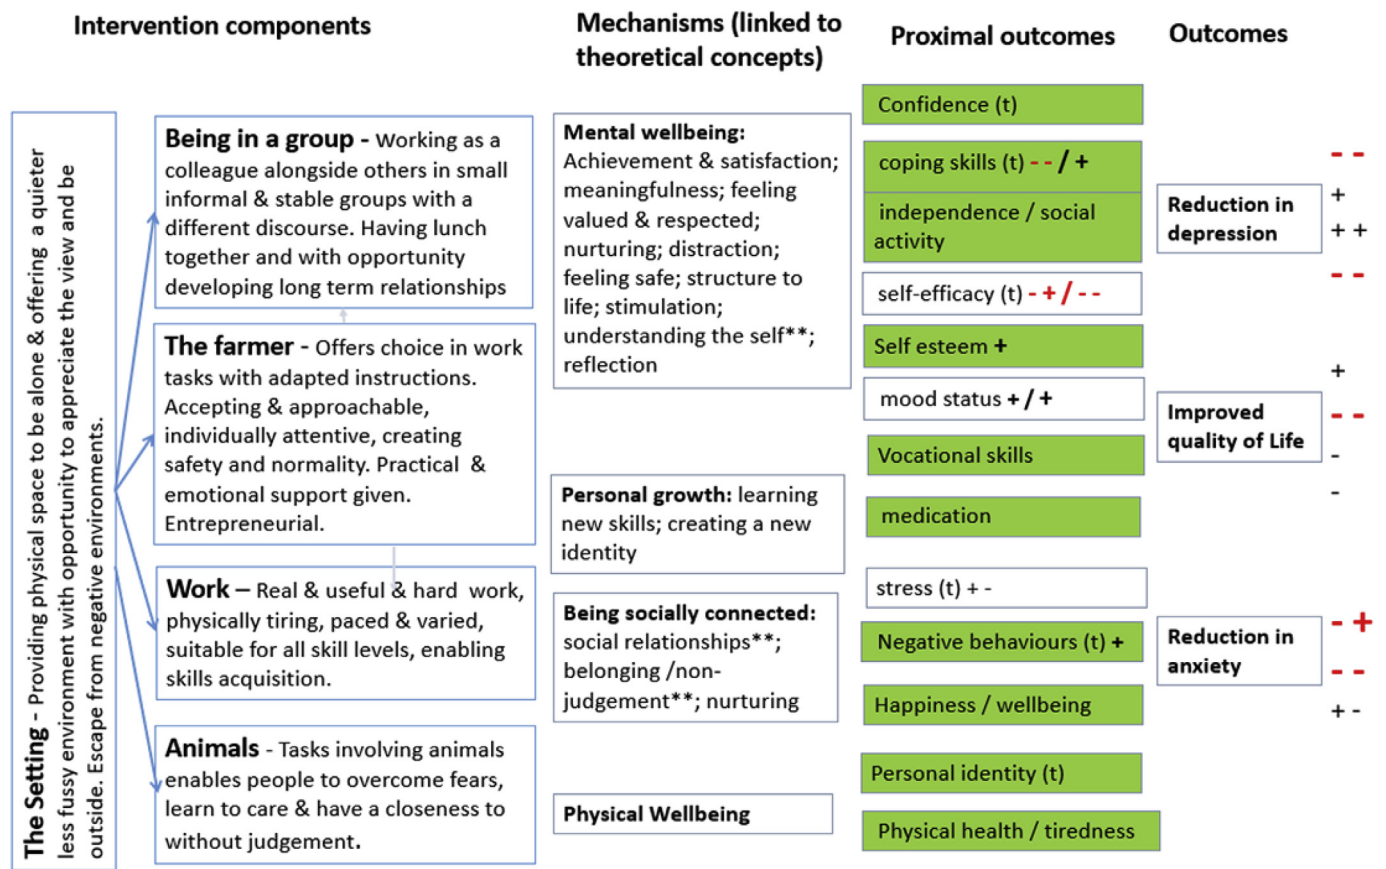 Intervention components
Mechanisms (linked to
theoretical concepts)
Proximal outcomes
Outcomes
The Setting - Providing physical space to be alone & offering a quieter
less fussy environment with opportunity to appreciate the view and be
outside. Escape from negative environments.
Being in a group - Working as a
colleague alongside others in small
informal & stable groups with a
different discourse. Having lunch
together and with opportunity
developing long term relationships
The farmer - Offers choice in work
tasks with adapted instructions.
Accepting & approachable,
individually attentive, creating
safety and normality. Practical &
emotional support given.
Entrepreneurial.
Work – Real & useful & hard work,
physically tiring, paced & varied,
suitable for all skill levels, enabling
skills acquisition.
Animals - Tasks involving animals
enables people to overcome fears,
learn to care & have a closeness to
without judgement.
Mental wellbeing:
Achievement & satisfaction;
meaningfulness; feeling
valued & respected;
nurturing; distraction;
feeling safe; structure to
life; stimulation;
understanding the self**;
reflection
Personal growth: learning
new skills; creating a new
identity
Being socially connected:
social relationships**;
belonging /non-
judgement**; nurturing
Physical Wellbeing
Confidence (t)
coping skills (t) - - / +
independence / social
activity
self-efficacy (t) - + / - -
Self esteem +
mood status + / +
Vocational skills
medication
stress (t) + -
Negative behaviours (t) +
Happiness / wellbeing
Personal identity (t)
Physical health / tiredness
Reduction in
depression
- -
+
+ +
- -
Improved
quality of Life
+
- -
-
-
Reduction in
anxiety
- +
- -
+ -